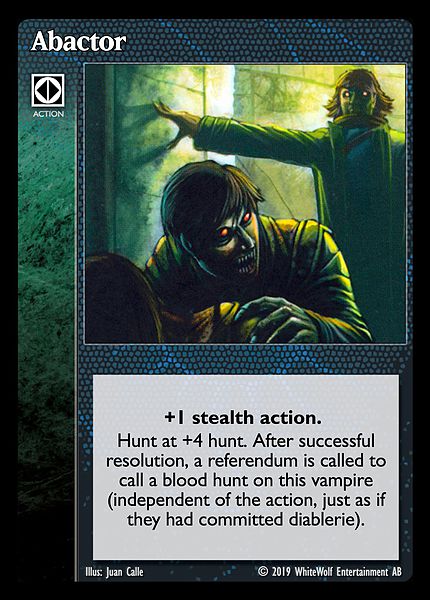 Abactor
ACTION
+1 stealth action.
Hunt at +4 hunt. After successful
resolution, a referendum is called to
call a blood hunt on this vampire
(independent of the action, just as if
they had committed diablerie).
Illus: Juan Calle © 2019 WhiteWolf Entertainment AB